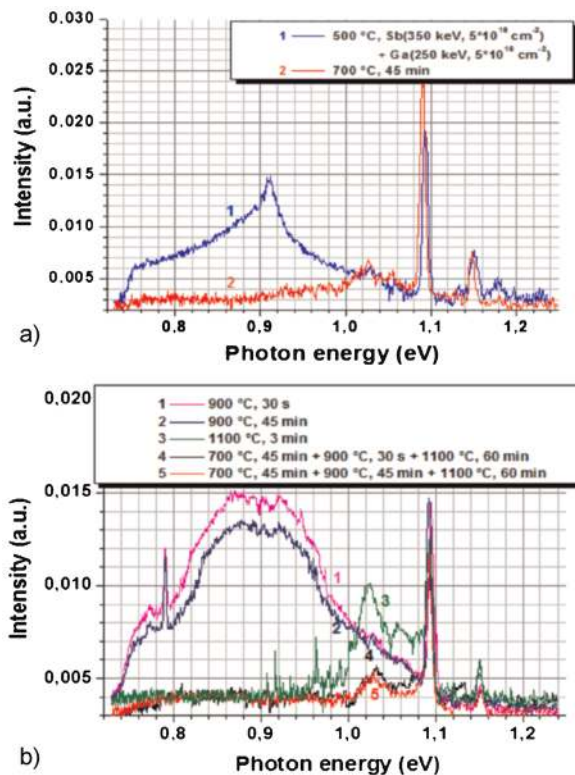 0.030
0.025
0.020
0.015
0.010
0.005
Intensity (a.u.)
1 500 °C, Sb(350 keV, 5*10¹⁶ cm⁻²)
+ Ga(250 keV, 5*10¹⁶ cm⁻²)
2 700 °C, 45 min
1
2
0,8 0,9 1,0 1,1 1,2
Photon energy (eV)
a)
0,020
0,015
0,010
0,005
Intensity (a.u.)
1 900 °C, 30 s
2 900 °C, 45 min
3 1100 °C, 3 min
4 700 °C, 45 min + 900 °C, 30 s + 1100 °C, 60 min
5 700 °C, 45 min + 900 °C, 45 min + 1100 °C, 60 min
1
2
3
4
5
0,8 0,9 1,0 1,1 1,2
Photon energy (eV)
b)